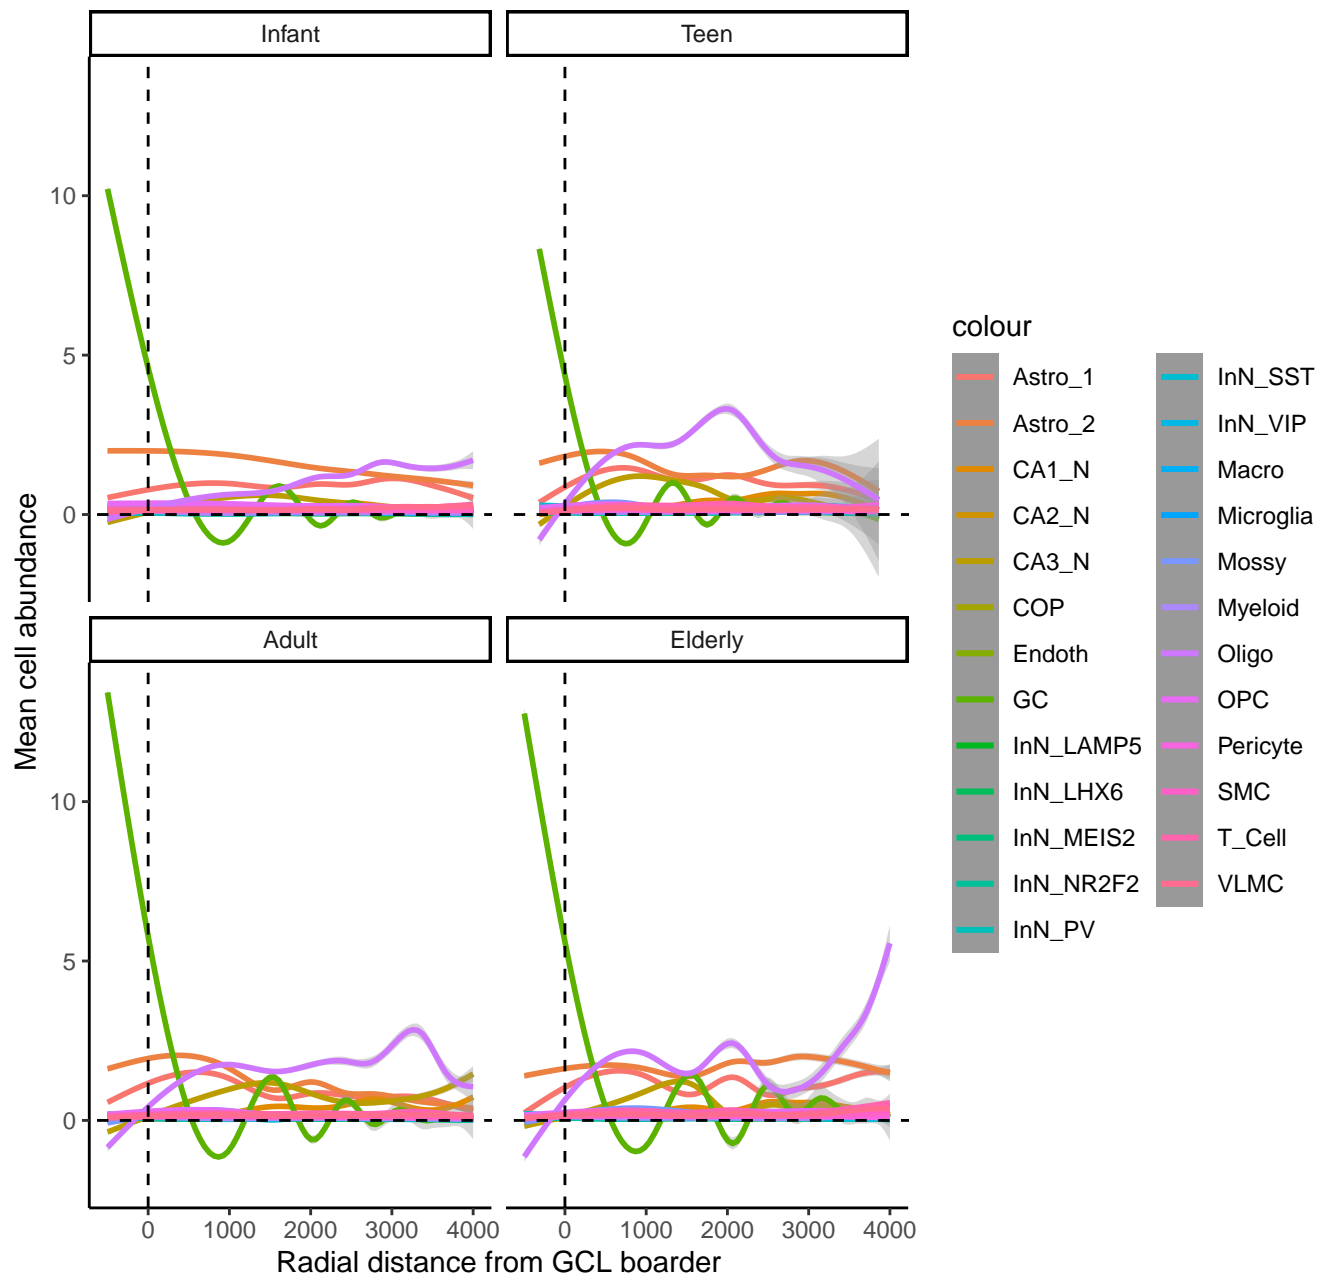 Infant
Teen
10
5
0
Adult
Elderly
10
5
0
0 1000 2000 3000 4000
0 1000 2000 3000 4000
Radial distance from GCL boarder
Mean cell abundance
colour
Astro_1
Astro_2
CA1_N
CA2_N
CA3_N
COP
Endoth
GC
InN_LAMP5
InN_LHX6
InN_MEIS2
InN_NR2F2
InN_PV
InN_SST
InN_VIP
Macro
Microglia
Mossy
Myeloid
Oligo
OPC
Pericyte
SMC
T_Cell
VLMC